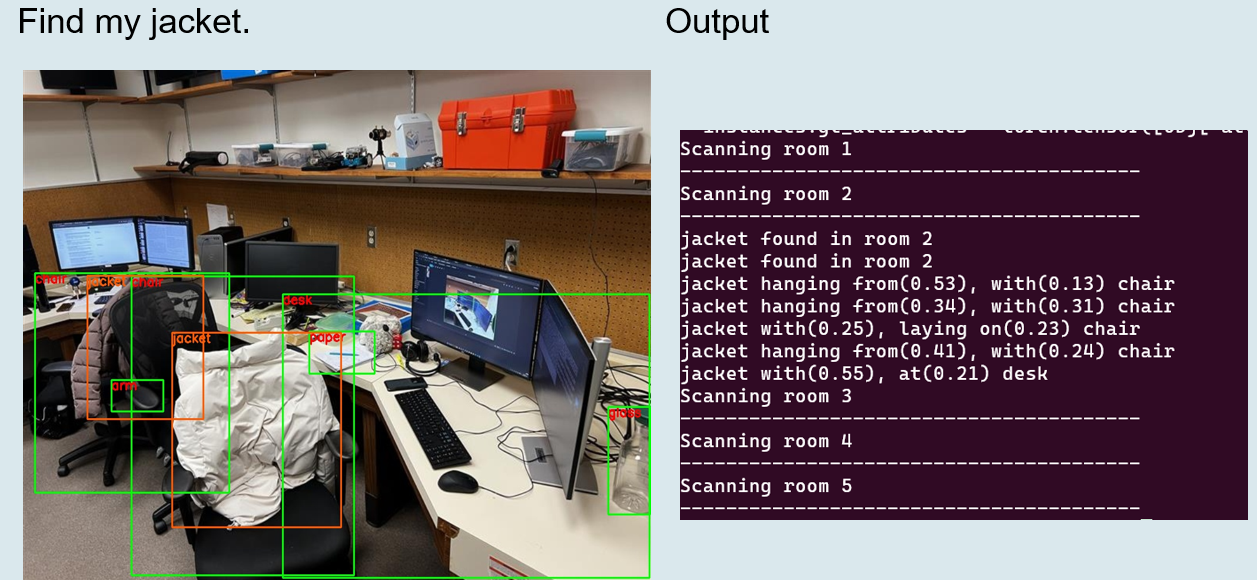 Find my jacket.
Output
chair
jacket
chair
desk
jacket
paper
arm
glass
Scanning room 1
----------------------------------------
Scanning room 2
----------------------------------------
jacket found in room 2
jacket found in room 2
jacket hanging from(0.53), with(0.13) chair
jacket hanging from(0.34), with(0.31) chair
jacket with(0.25), laying on(0.23) chair
jacket hanging from(0.41), with(0.24) chair
jacket with(0.55), at(0.21) desk
Scanning room 3
----------------------------------------
Scanning room 4
----------------------------------------
Scanning room 5
----------------------------------------